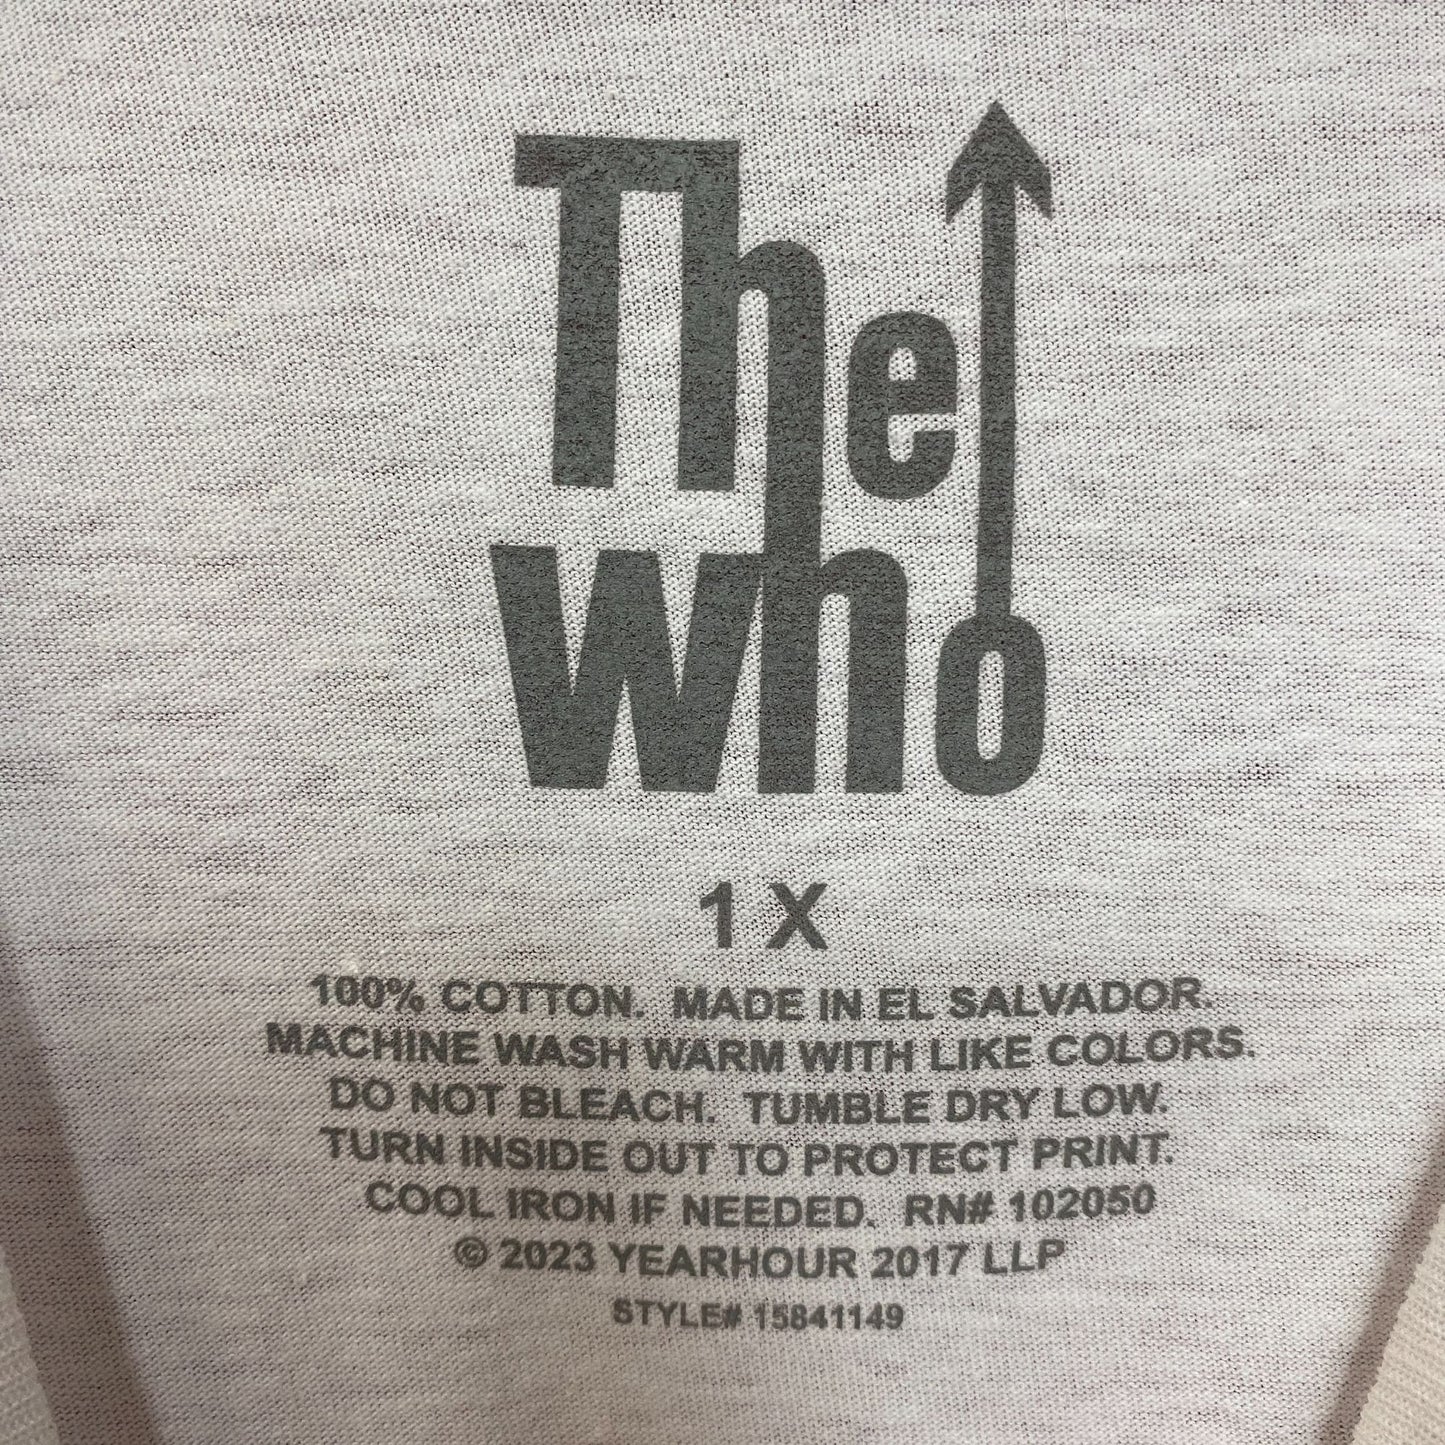 The
Who
1X
100% COTTON. MADE IN EL SALVADOR.
MACHINE WASH WARM WITH LIKE COLORS.
DO NOT BLEACH. TUMBLE DRY LOW.
TURN INSIDE OUT TO PROTECT PRINT.
COOL IRON IF NEEDED. RN# 102050
© 2023 YEARHOUR 2017 LLP
STYLE# 15841149